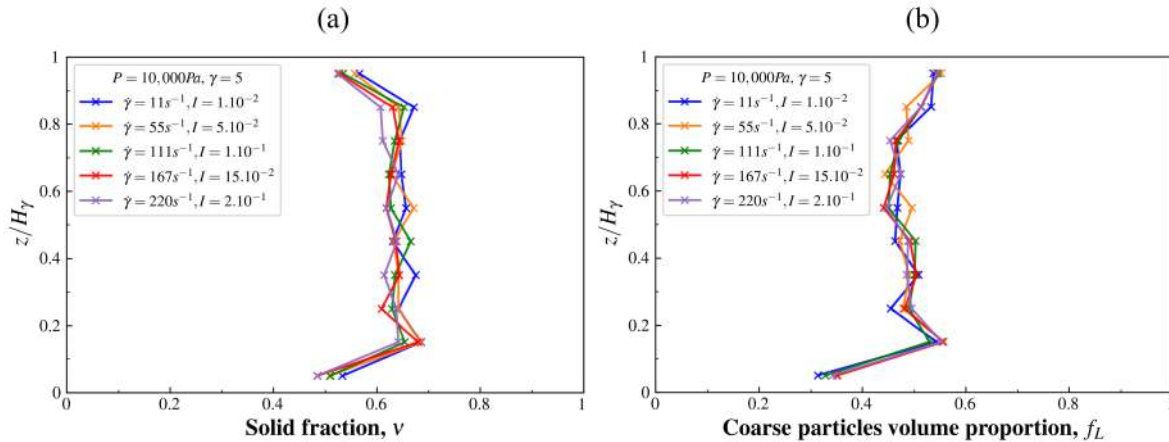 (a)
1
0.8
0.6
0.4
0.2
0
z/H_γ
P = 10,000Pa, γ = 5
γ̇ = 11s⁻¹, I = 1.10⁻²
γ̇ = 55s⁻¹, I = 5.10⁻²
γ̇ = 111s⁻¹, I = 1.10⁻¹
γ̇ = 167s⁻¹, I = 15.10⁻²
γ̇ = 220s⁻¹, I = 2.10⁻¹
0 0.2 0.4 0.6 0.8 1
Solid fraction, ν
(b)
1
0.8
0.6
0.4
0.2
0
z/H_γ
P = 10,000Pa, γ = 5
γ̇ = 11s⁻¹, I = 1.10⁻²
γ̇ = 55s⁻¹, I = 5.10⁻²
γ̇ = 111s⁻¹, I = 1.10⁻¹
γ̇ = 167s⁻¹, I = 15.10⁻²
γ̇ = 220s⁻¹, I = 2.10⁻¹
0 0.2 0.4 0.6 0.8 1
Coarse particles volume proportion, f_L